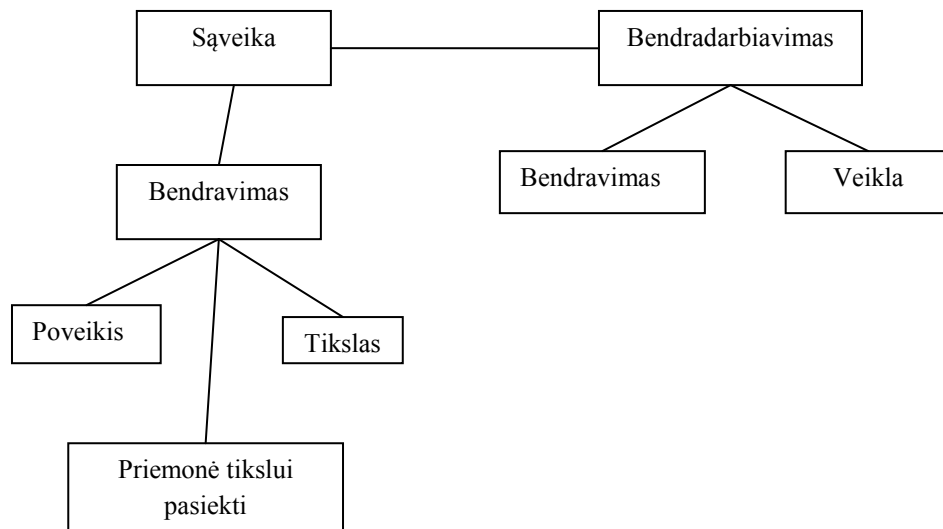 Sąveika
Bendradarbiavimas
Bendravimas
Bendravimas
Veikla
Poveikis
Tikslas
Priemonė tikslui
pasiekti